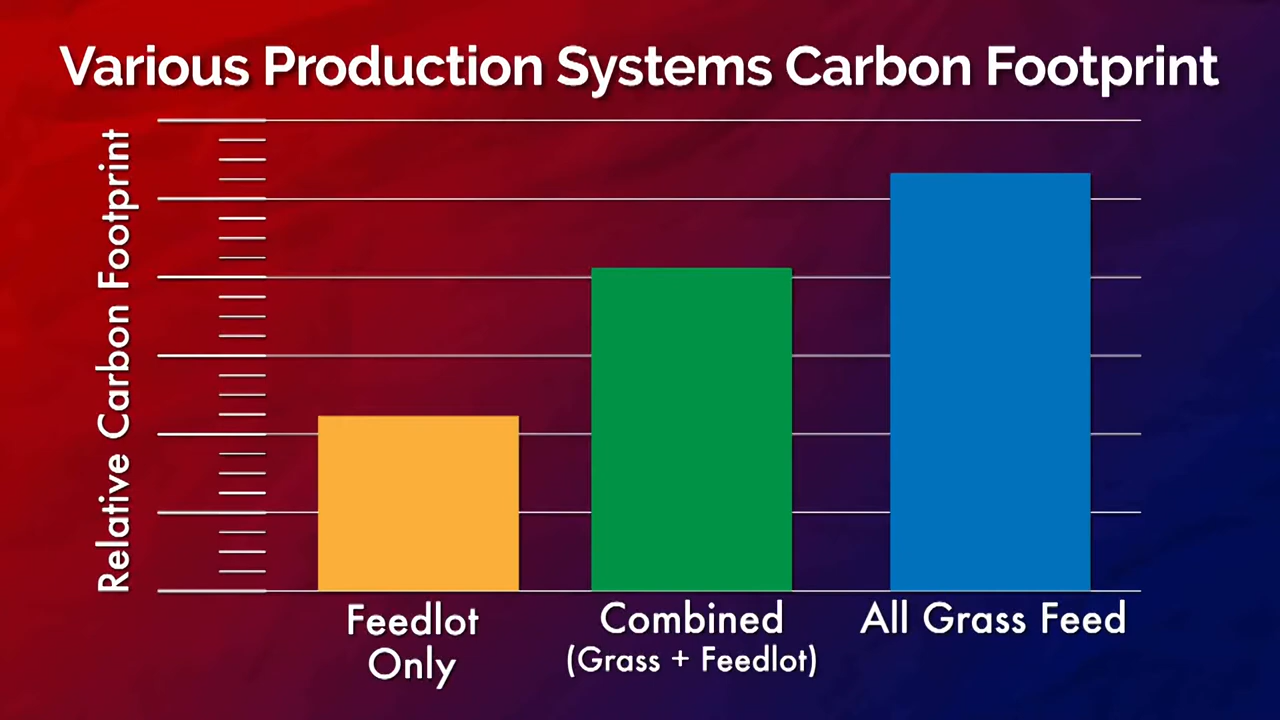 Various Production Systems Carbon Footprint
Relative Carbon Footprint
Feedlot
Only
Combined
(Grass + Feedlot)
All Grass Feed